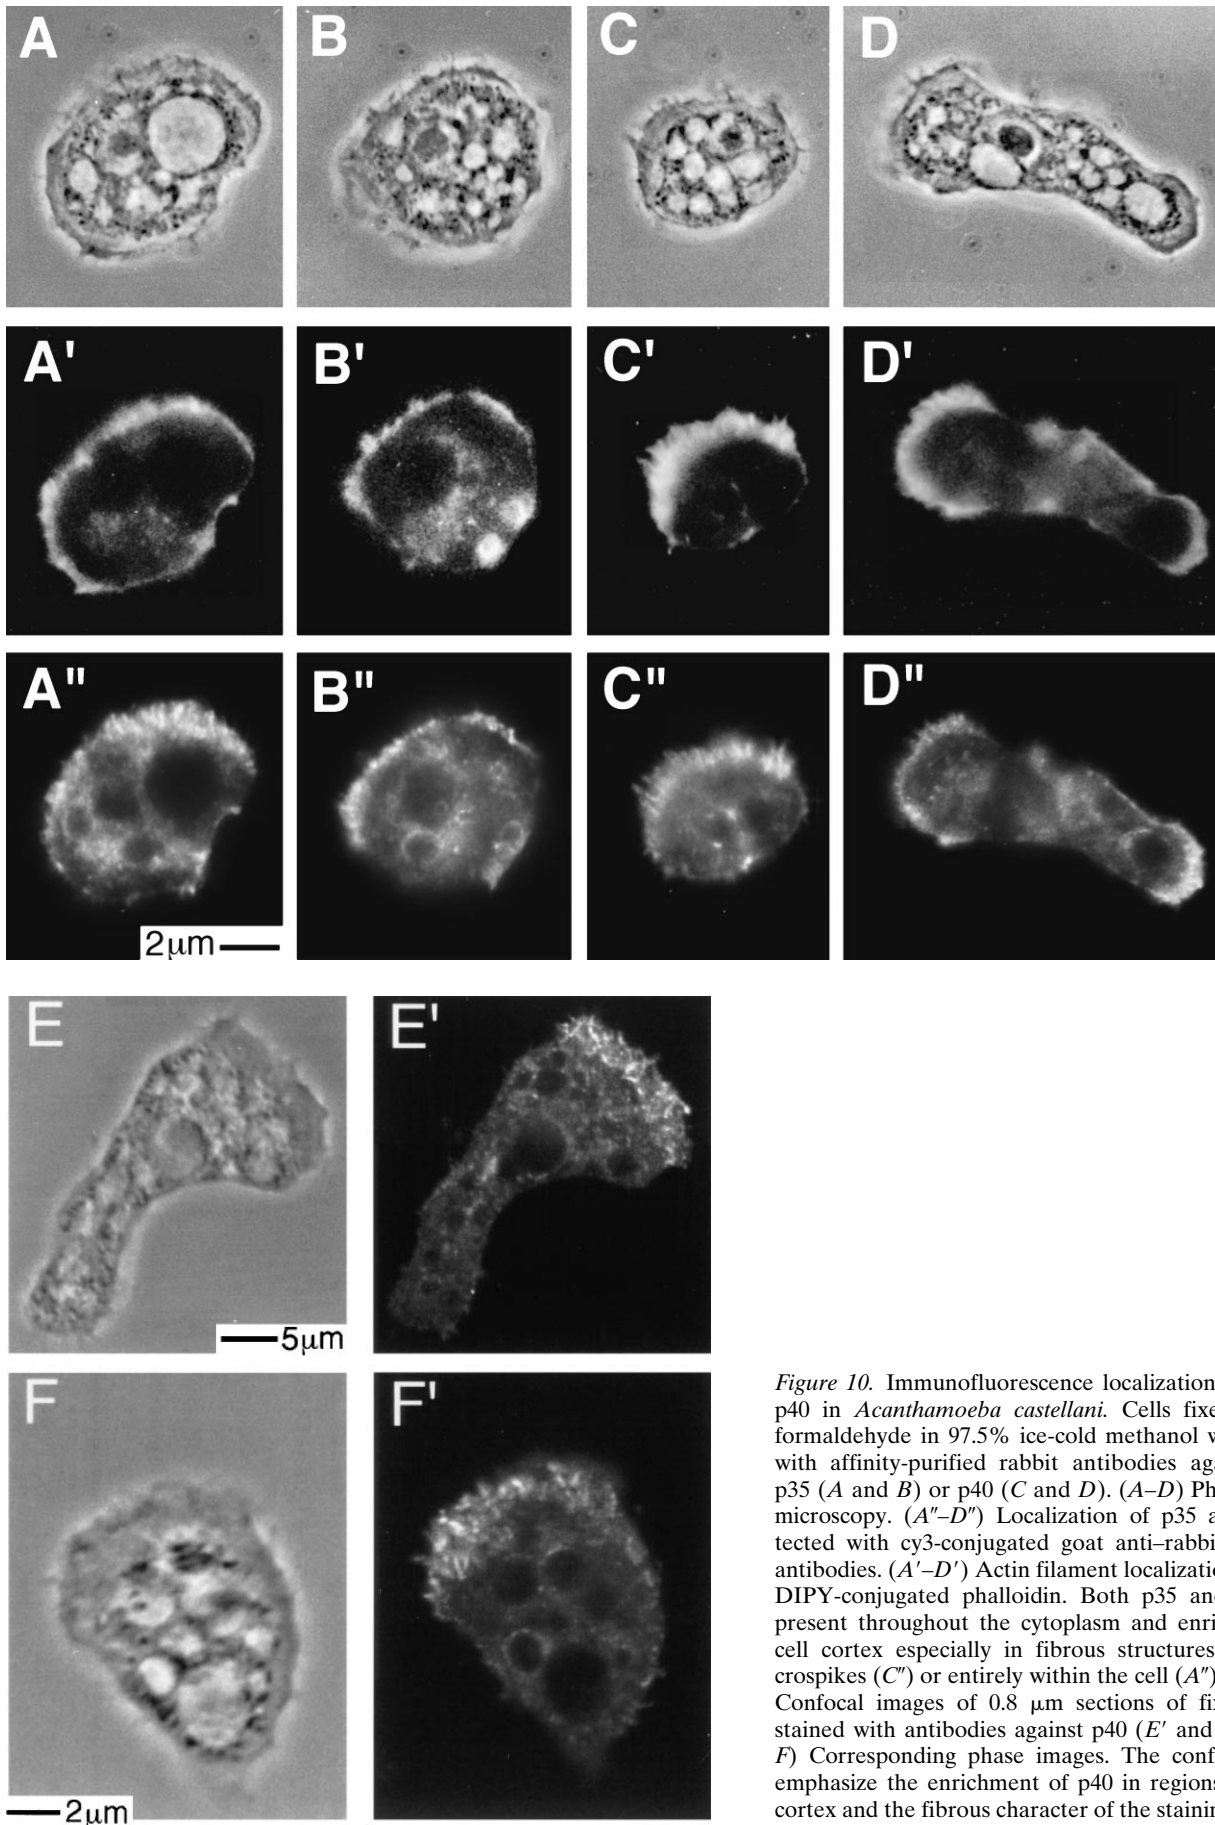 A B C D
A' B' C' D'
A" B" C" D"
2μm
E E'
5μm
F F'
2μm
Figure 10. Immunofluorescence localization
p40 in Acanthamoeba castellani. Cells fixe
formaldehyde in 97.5% ice-cold methanol w
with affinity-purified rabbit antibodies aga
p35 (A and B) or p40 (C and D). (A–D) Ph
microscopy. (A″–D″) Localization of p35 a
tected with cy3-conjugated goat anti–rabbi
antibodies. (A′–D′) Actin filament localizatio
DIPY-conjugated phalloidin. Both p35 and
present throughout the cytoplasm and enri
cell cortex especially in fibrous structures
crospikes (C″) or entirely within the cell (A″)
Confocal images of 0.8 μm sections of fix
stained with antibodies against p40 (E′ and
F) Corresponding phase images. The conf
emphasize the enrichment of p40 in regions
cortex and the fibrous character of the staini